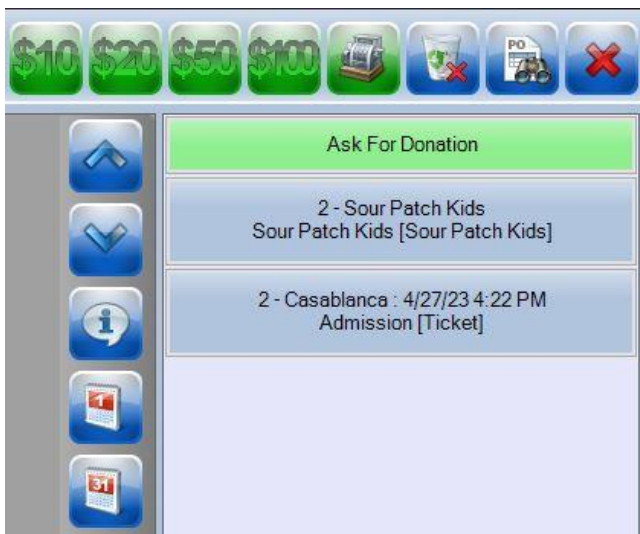 $10 $20 $50 $100 PO
Ask For Donation
2 - Sour Patch Kids
Sour Patch Kids [Sour Patch Kids]
2 - Casablanca : 4/27/23 4:22 PM
Admission [Ticket]
i
1
31